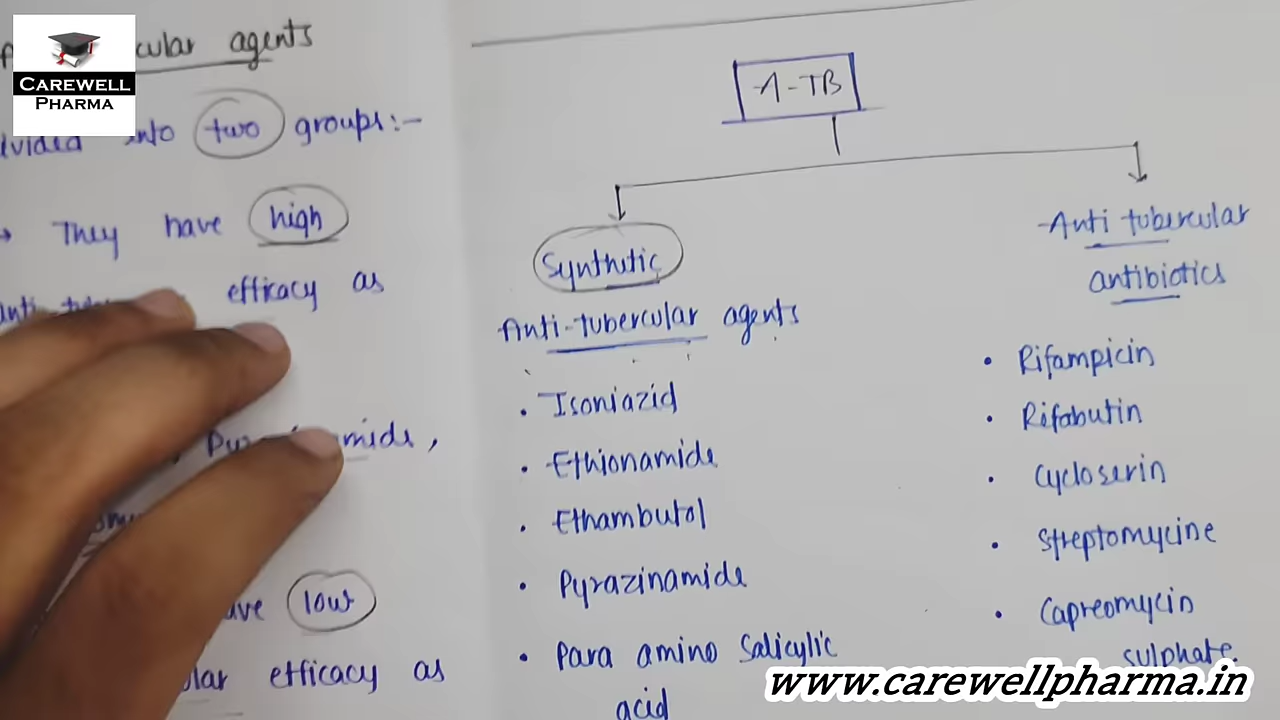 CAREWELL
PHARMA
cular agents
into two groups:-
They have high
efficacy as
low
efficacy as
A-TB
Synthetic
Anti-tubercular agents
• Isoniazid
• Ethionamide
• Ethambutol
• Pyrazinamide
• Para amino salicylic
acid
Anti tubercular
antibiotics
• Rifampicin
• Rifabutin
• Cycloserin
• Streptomycine
• Capreomycin
sulphate.
www.carewellpharma.in